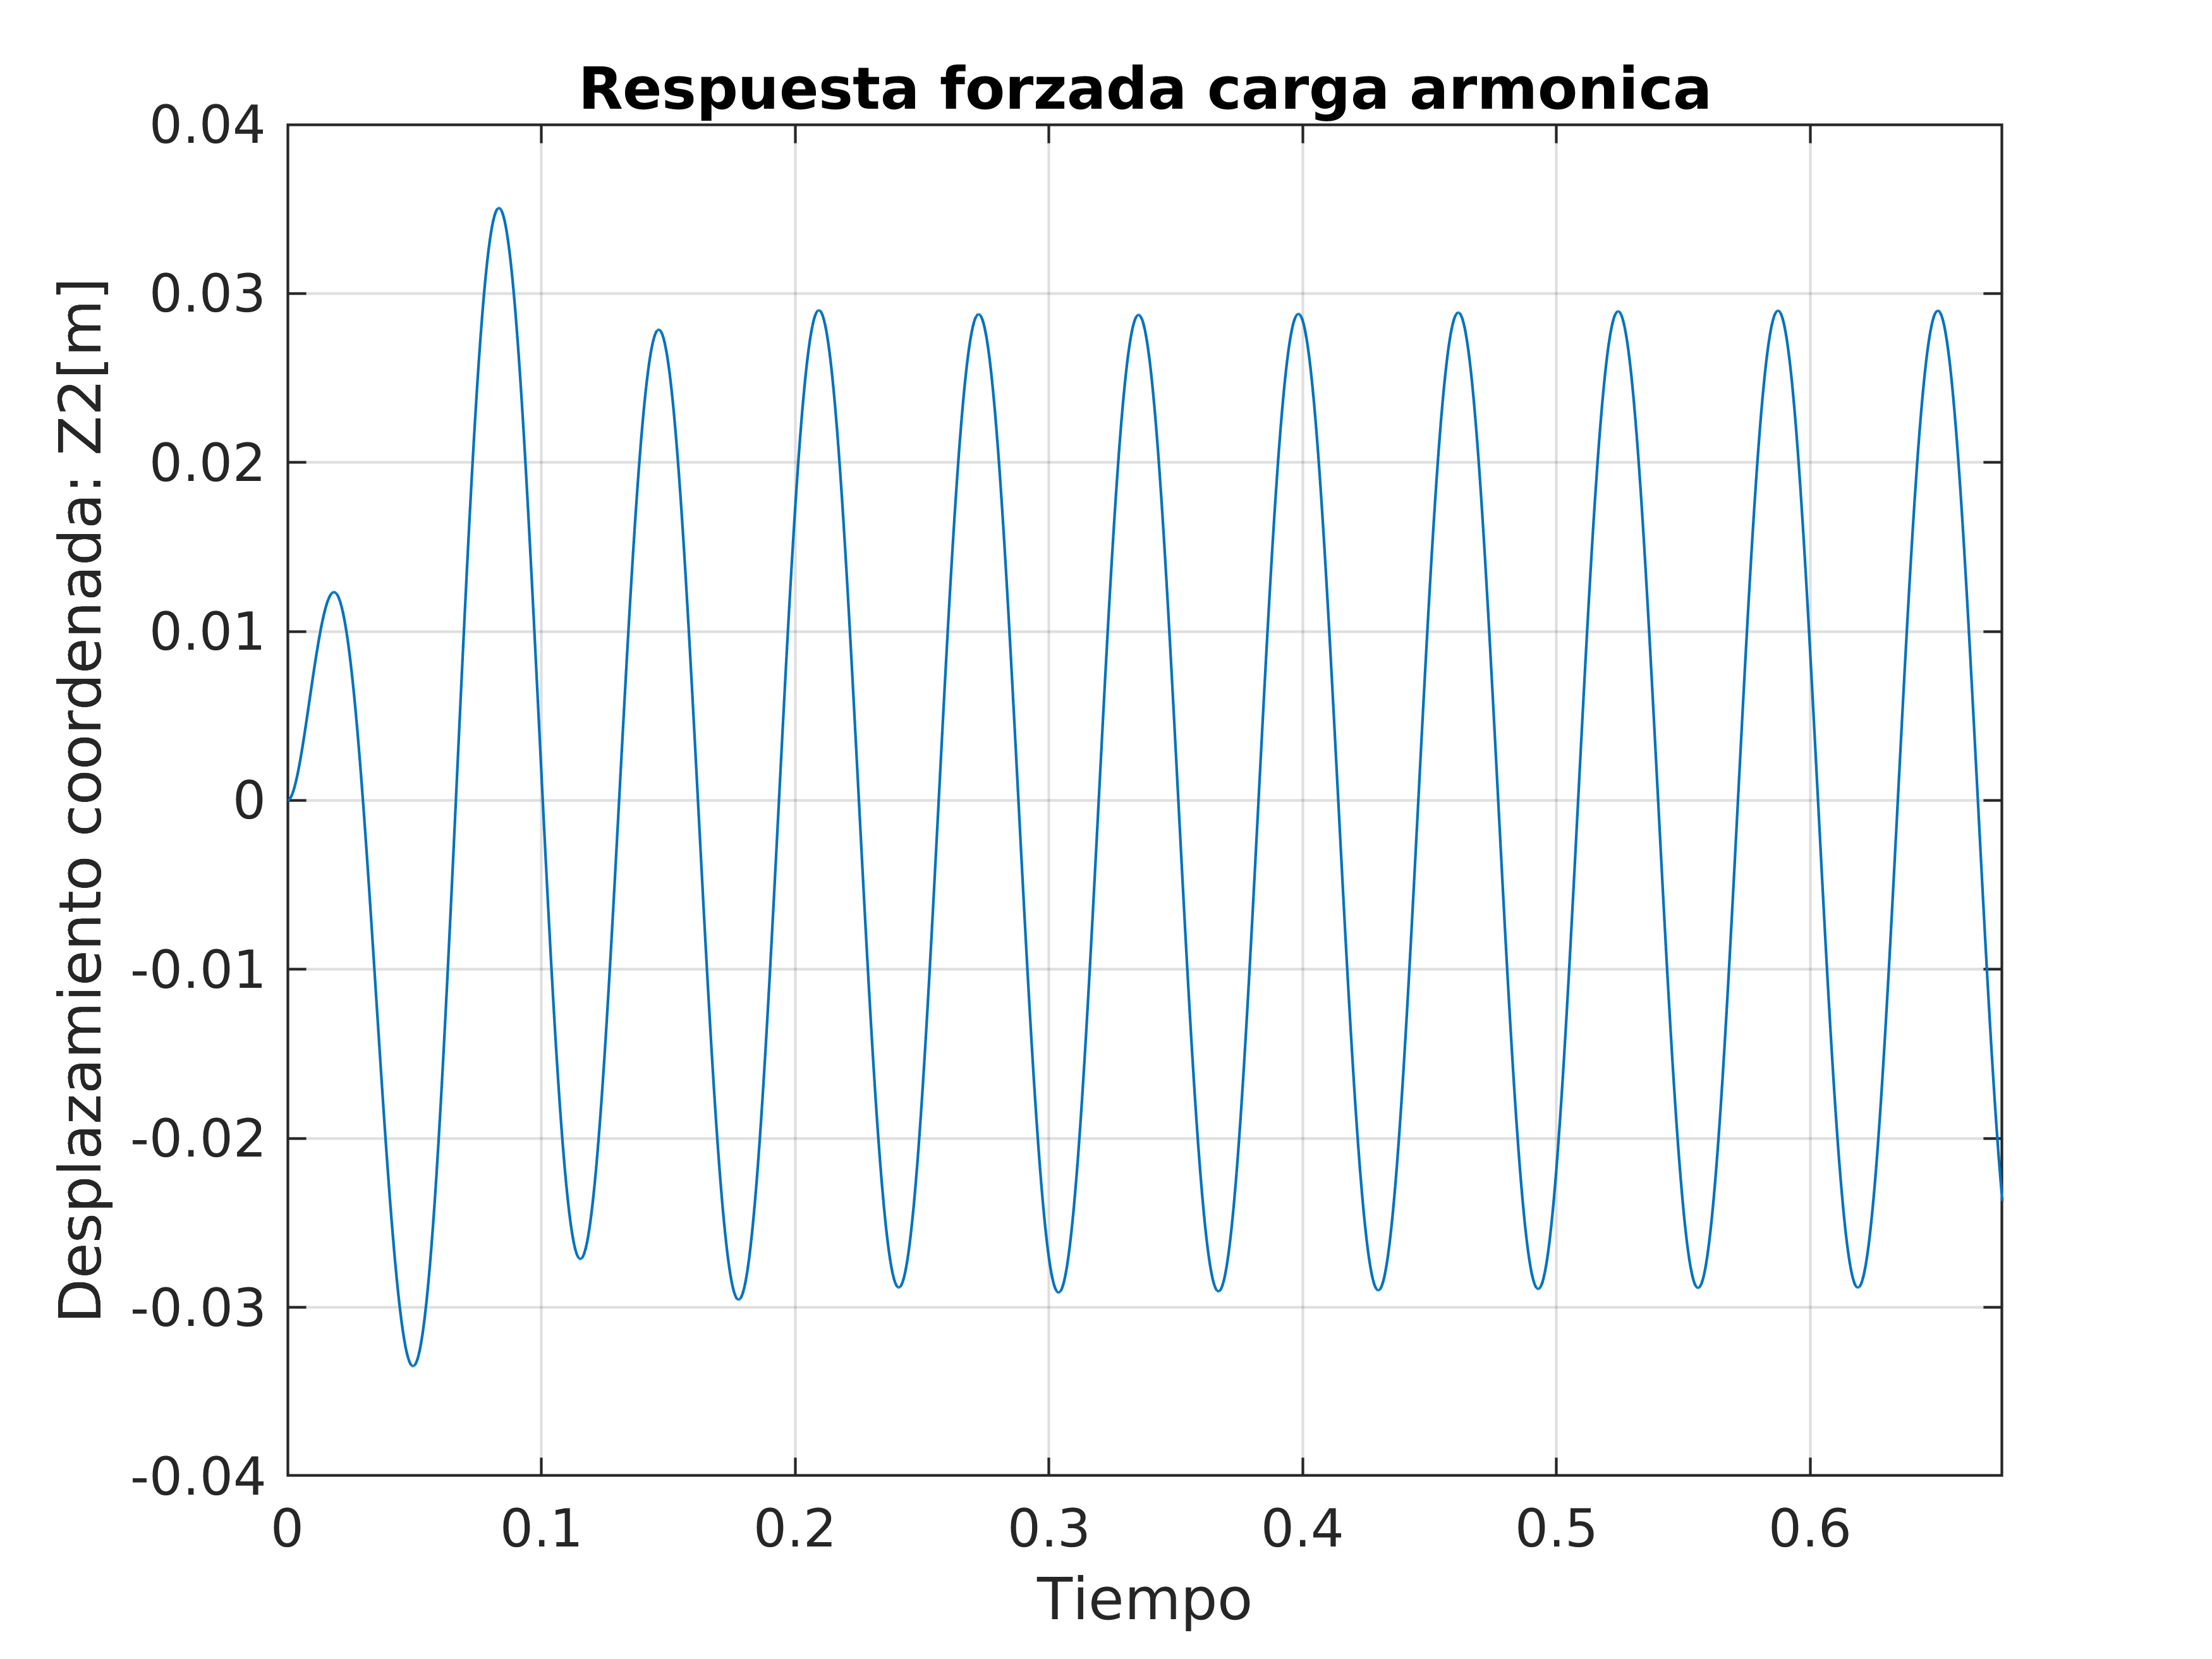 Respuesta forzada carga armonica
Desplazamiento coordenada: Z2[m]
0.04
0.03
0.02
0.01
0
-0.01
-0.02
-0.03
-0.04
0 0.1 0.2 0.3 0.4 0.5 0.6
Tiempo